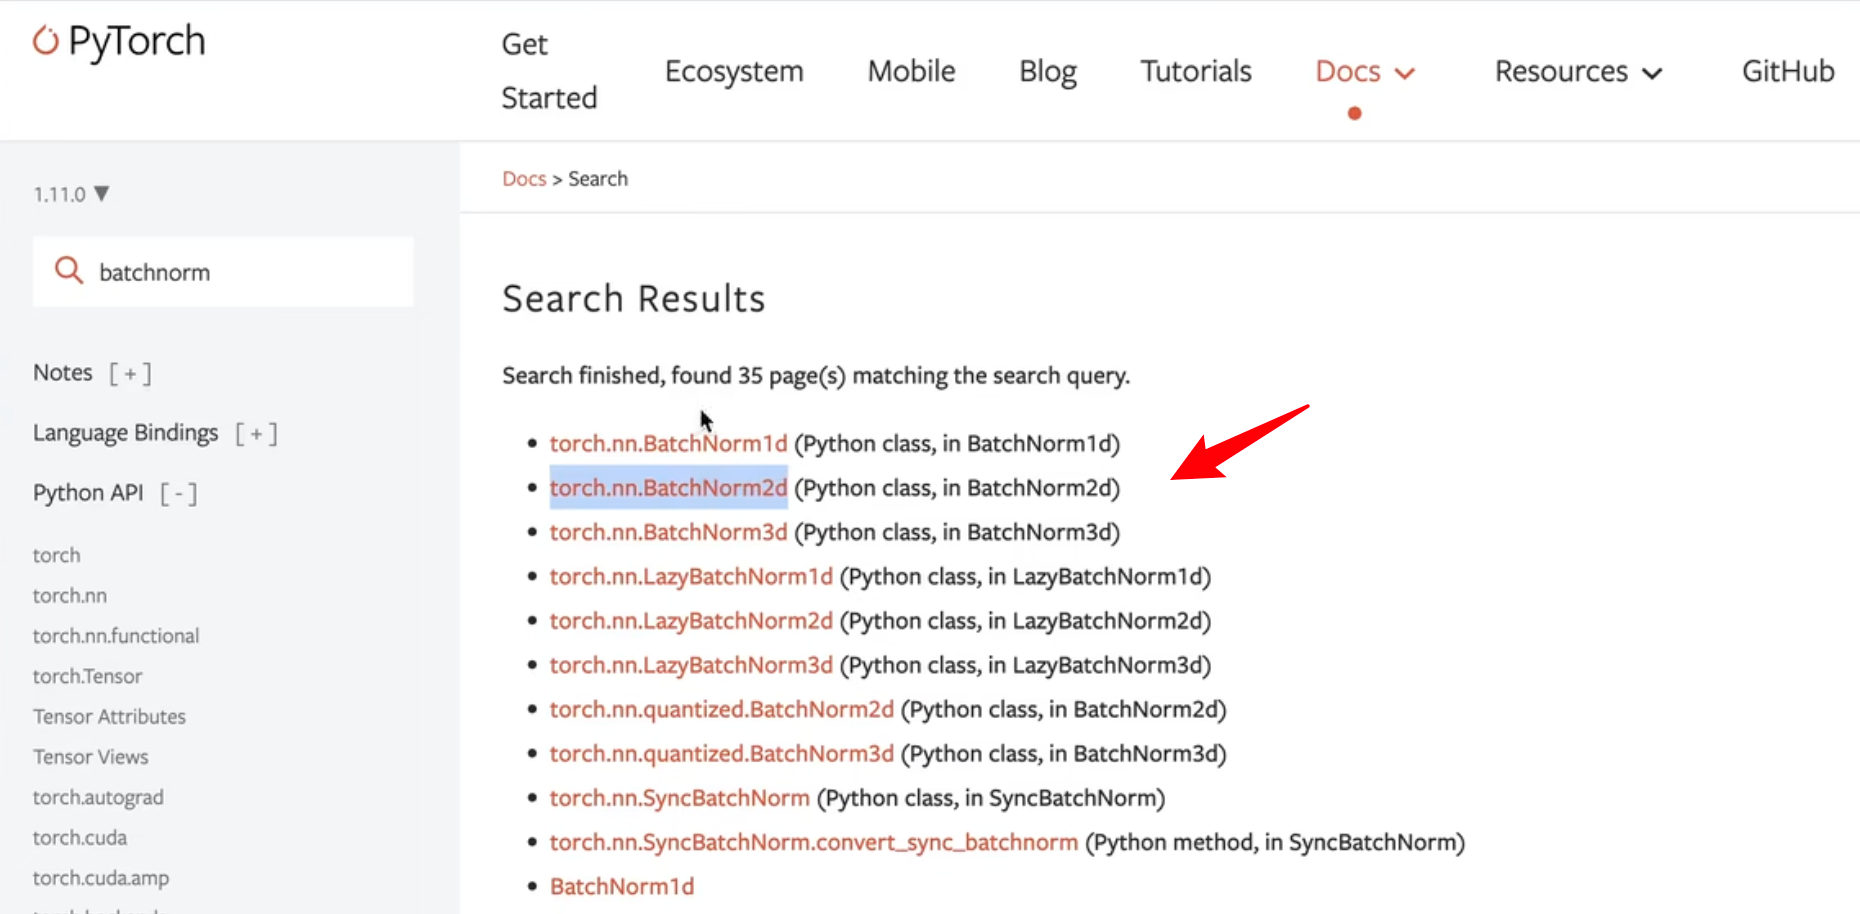 PyTorch
Get
Started
Ecosystem
Mobile
Blog
Tutorials
Docs
Resources
GitHub
1.11.0
batchnorm
Notes [ + ]
Language Bindings [ + ]
Python API [ - ]
torch
torch.nn
torch.nn.functional
torch.Tensor
Tensor Attributes
Tensor Views
torch.autograd
torch.cuda
torch.cuda.amp
Docs > Search
Search Results
Search finished, found 35 page(s) matching the search query.
torch.nn.BatchNorm1d (Python class, in BatchNorm1d)
torch.nn.BatchNorm2d (Python class, in BatchNorm2d)
torch.nn.BatchNorm3d (Python class, in BatchNorm3d)
torch.nn.LazyBatchNorm1d (Python class, in LazyBatchNorm1d)
torch.nn.LazyBatchNorm2d (Python class, in LazyBatchNorm2d)
torch.nn.LazyBatchNorm3d (Python class, in LazyBatchNorm3d)
torch.nn.quantized.BatchNorm2d (Python class, in BatchNorm2d)
torch.nn.quantized.BatchNorm3d (Python class, in BatchNorm3d)
torch.nn.SyncBatchNorm (Python class, in SyncBatchNorm)
torch.nn.SyncBatchNorm.convert_sync_batchnorm (Python method, in SyncBatchNorm)
BatchNorm1d